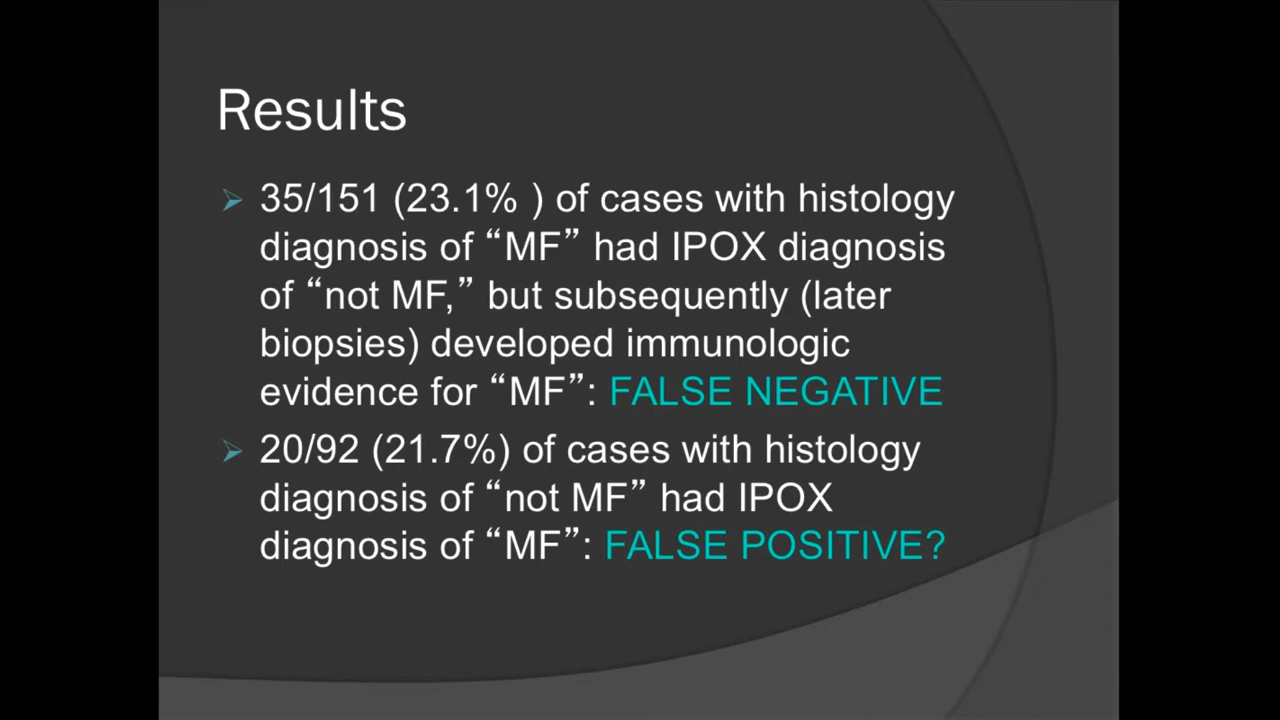 Results
35/151 (23.1% ) of cases with histology
diagnosis of “MF” had IPOX diagnosis
of “not MF,” but subsequently (later
biopsies) developed immunologic
evidence for “MF”: FALSE NEGATIVE
20/92 (21.7%) of cases with histology
diagnosis of “not MF” had IPOX
diagnosis of “MF”: FALSE POSITIVE?